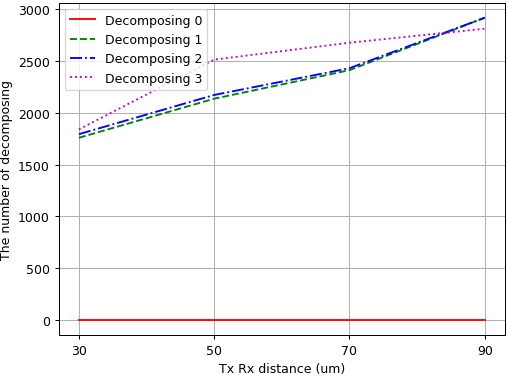 3000
2500
2000
1500
1000
500
0
The number of decomposing
Decomposing 0
Decomposing 1
Decomposing 2
Decomposing 3
30
50
70
90
Tx Rx distance (um)